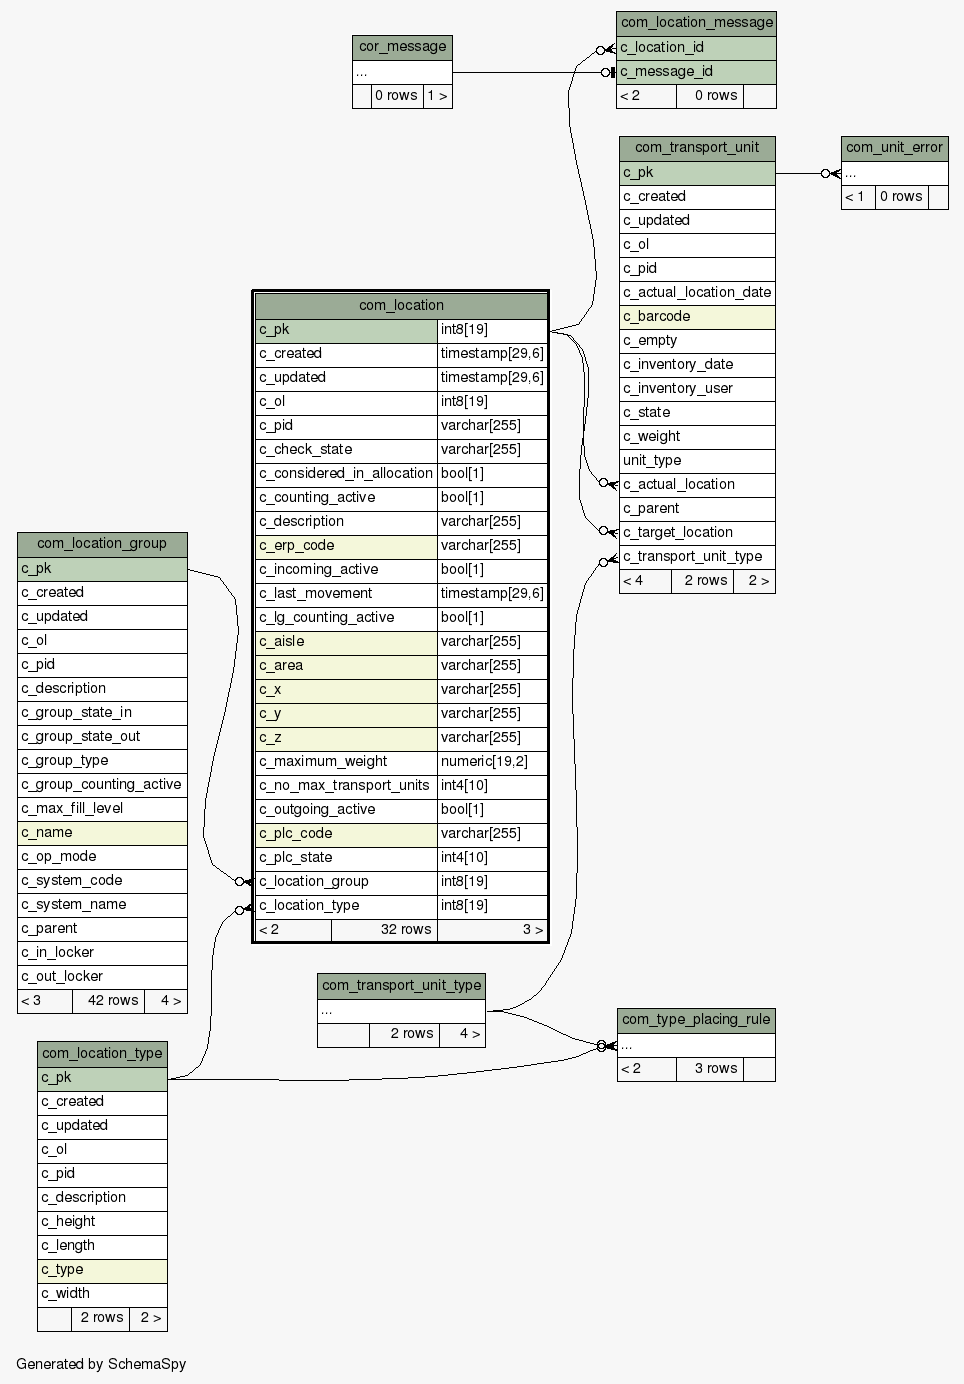 com_location_message
c_location_id
c_message_id
< 2 0 rows
cor_message
...
0 rows 1 >
com_transport_unit
c_pk
c_created
c_updated
c_ol
c_pid
c_actual_location_date
c_barcode
c_empty
c_inventory_date
c_inventory_user
c_state
c_weight
unit_type
c_actual_location
c_parent
c_target_location
c_transport_unit_type
< 4 2 rows 2 >
com_unit_error
...
< 1 0 rows
com_location
c_pk int8[19]
c_created timestamp[29,6]
c_updated timestamp[29,6]
c_ol int8[19]
c_pid varchar[255]
c_check_state varchar[255]
c_considered_in_allocation bool[1]
c_counting_active bool[1]
c_description varchar[255]
c_erp_code varchar[255]
c_incoming_active bool[1]
c_last_movement timestamp[29,6]
c_lg_counting_active bool[1]
c_aisle varchar[255]
c_area varchar[255]
c_x varchar[255]
c_y varchar[255]
c_z varchar[255]
c_maximum_weight numeric[19,2]
c_no_max_transport_units int4[10]
c_outgoing_active bool[1]
c_plc_code varchar[255]
c_plc_state int4[10]
c_location_group int8[19]
c_location_type int8[19]
< 2 32 rows 3 >
com_location_group
c_pk
c_created
c_updated
c_ol
c_pid
c_description
c_group_state_in
c_group_state_out
c_group_type
c_group_counting_active
c_max_fill_level
c_name
c_op_mode
c_system_code
c_system_name
c_parent
c_in_locker
c_out_locker
< 3 42 rows 4 >
com_transport_unit_type
...
2 rows 4 >
com_type_placing_rule
...
< 2 3 rows
com_location_type
c_pk
c_created
c_updated
c_ol
c_pid
c_description
c_height
c_length
c_type
c_width
2 rows 2 >
Generated by SchemaSpy